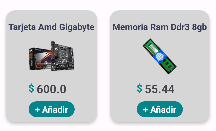 Tarjeta Amd Gigabyte
$ 600.0
+ Añadir
Memoria Ram Ddr3 8gb
$ 55.44
+ Añadir